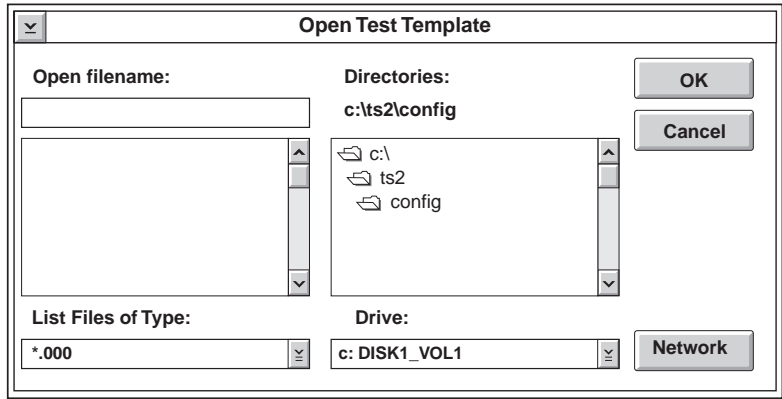 Open Test Template
Open filename:
Directories:
OK
c:\ts2\config
Cancel
c:\
ts2
config
List Files of Type:
Drive:
*.000
c: DISK1_VOL1
Network